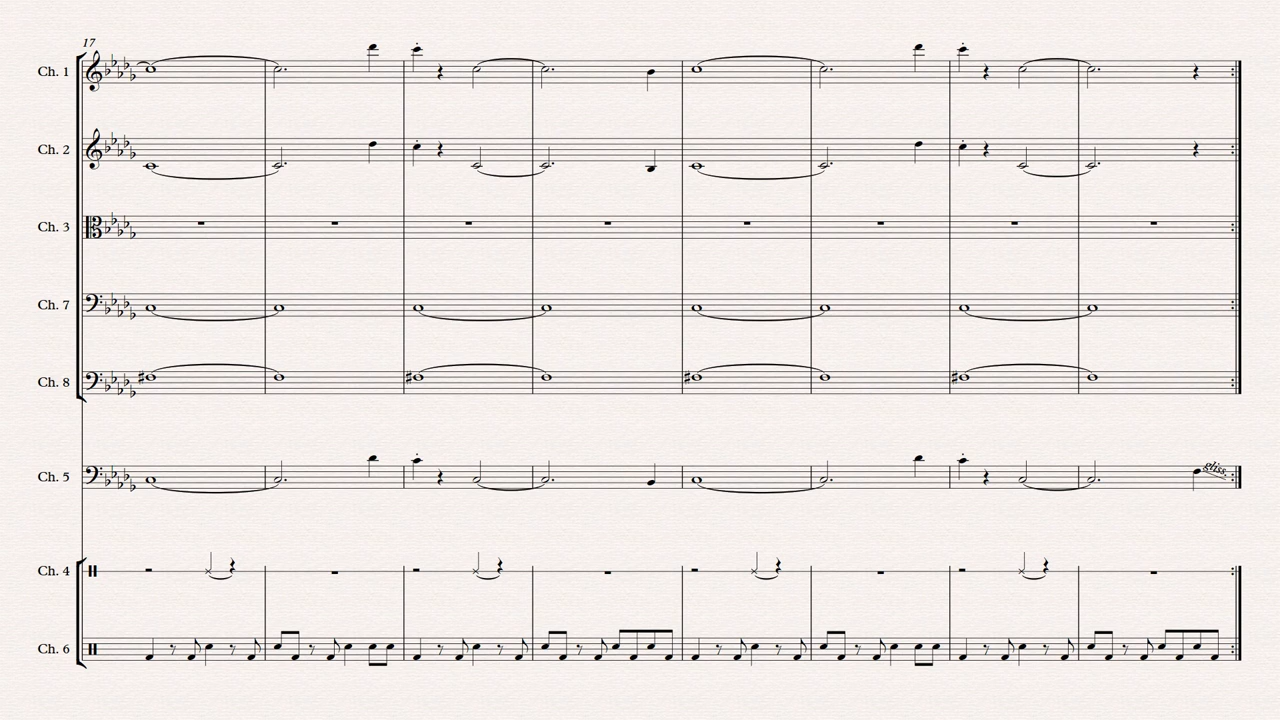 17
Ch. 1
Ch. 2
Ch. 3
Ch. 7
Ch. 8
Ch. 5
gliss.
Ch. 4
Ch. 6